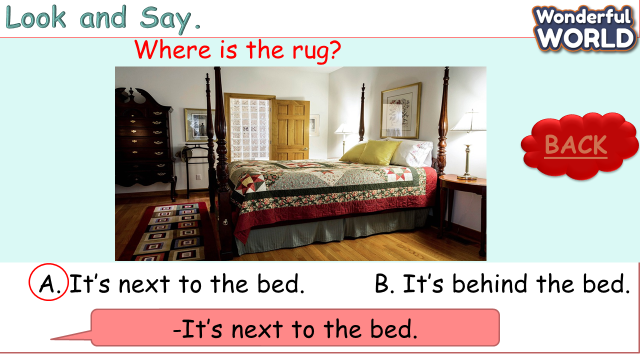 Look and Say.
Wonderful
WORLD
Where is the rug?
BACK
A. It's next to the bed.
B. It's behind the bed.
-It's next to the bed.